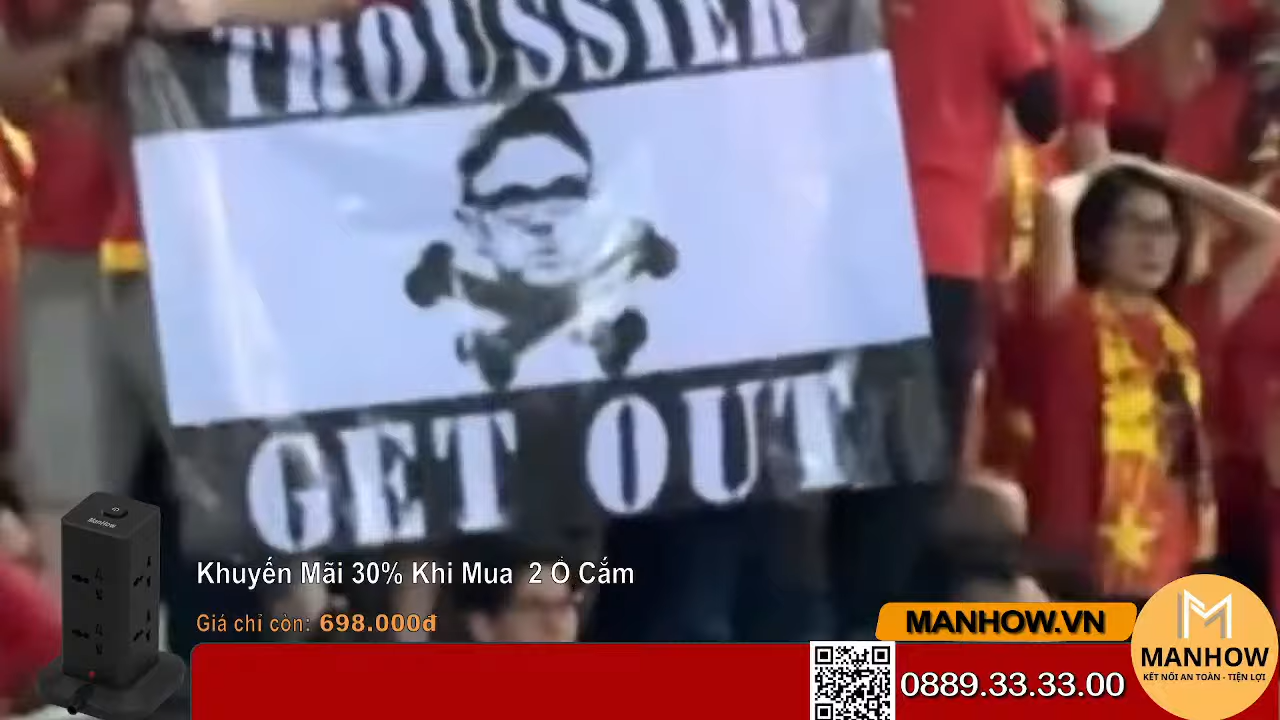 TROUSSIER
GET OUT
ManHow
Khuyến Mãi 30% Khi Mua 2 Ổ Cắm
Giá chỉ còn: 698.000đ
MANHOW.VN
0889.33.33.00
MANHOW
KẾT NỐI AN TOÀN - TIỆN LỢI